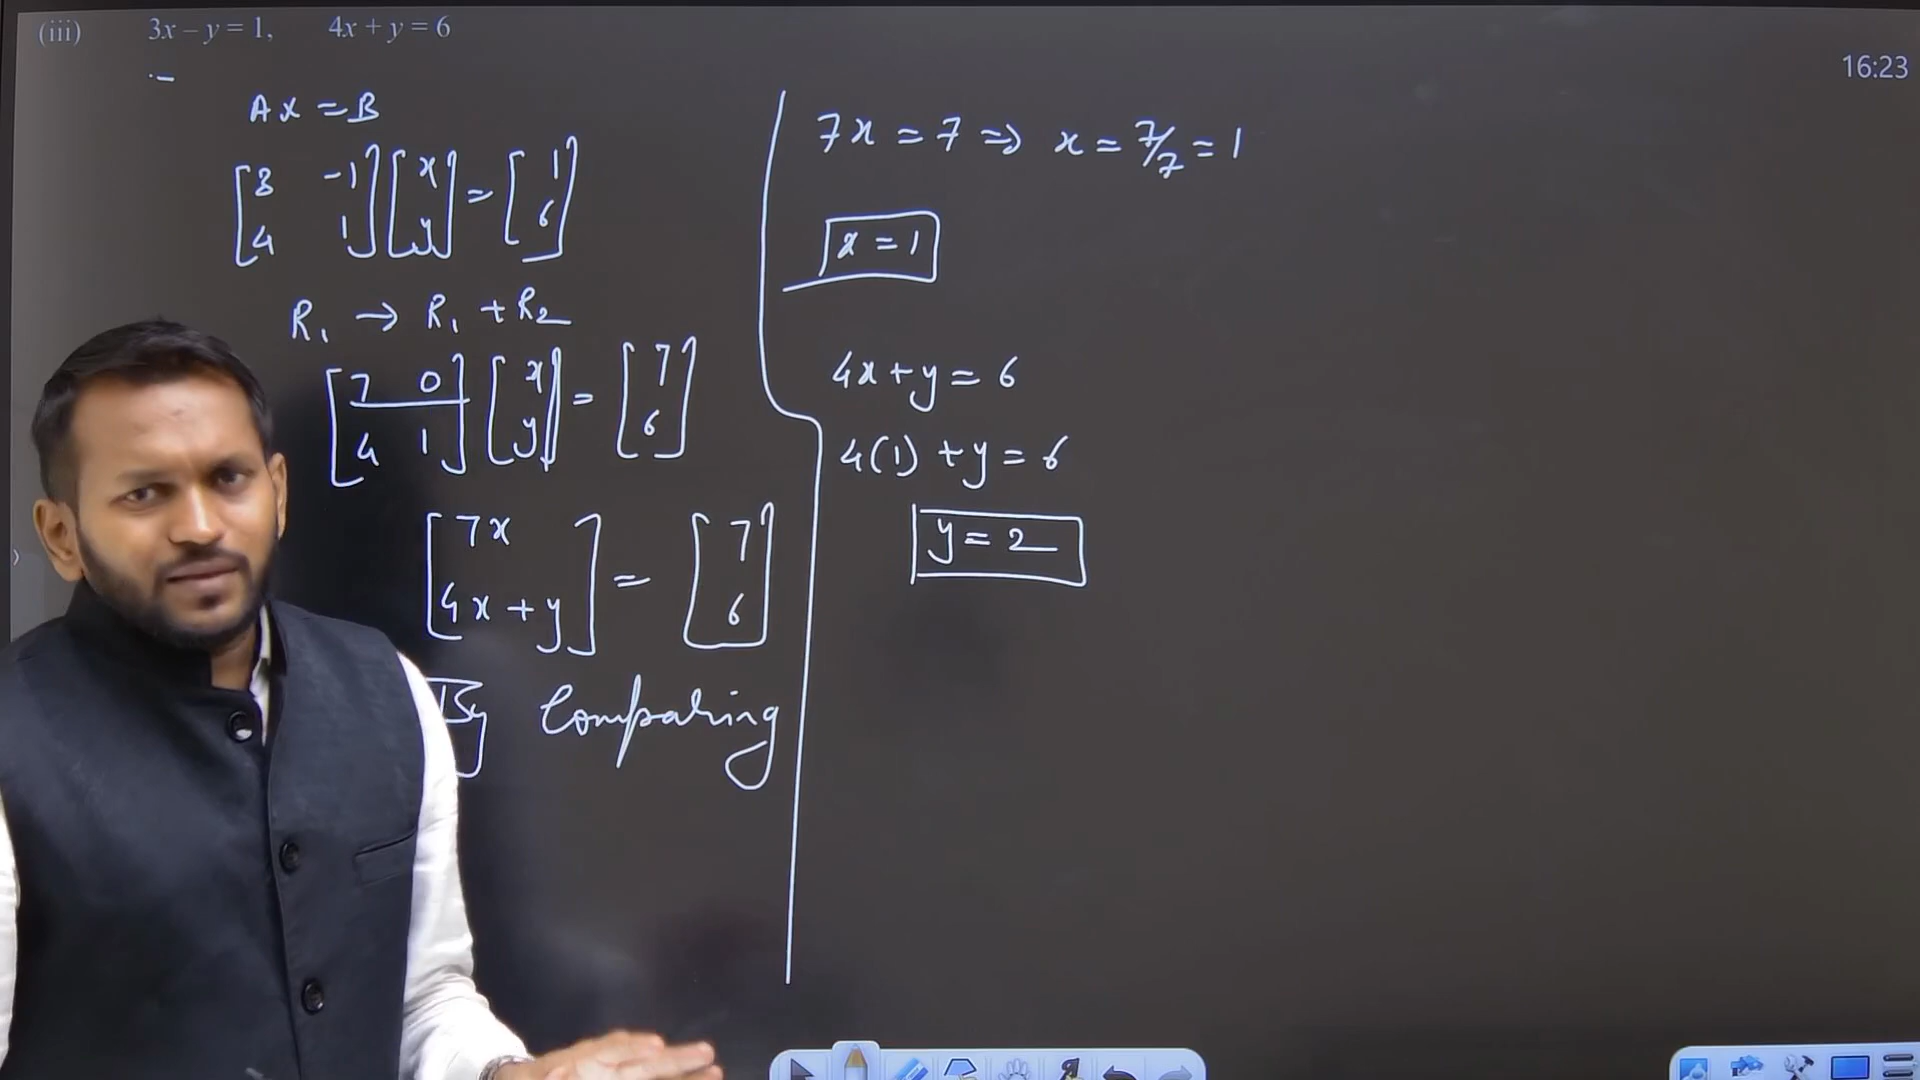 (iii) 3x – y = 1, 4x + y = 6
16:23
Ax = B
[3 -1] [x] = [1]
[4 1] [y] [6]
R₁ → R₁ + R₂
[7 0] [x] = [7]
[4 1] [y] [6]
[7x] = [7]
[4x + y] [6]
By Comparing
7x = 7 ⇒ x = 7/7 = 1
x = 1
4x + y = 6
4(1) + y = 6
y = 2